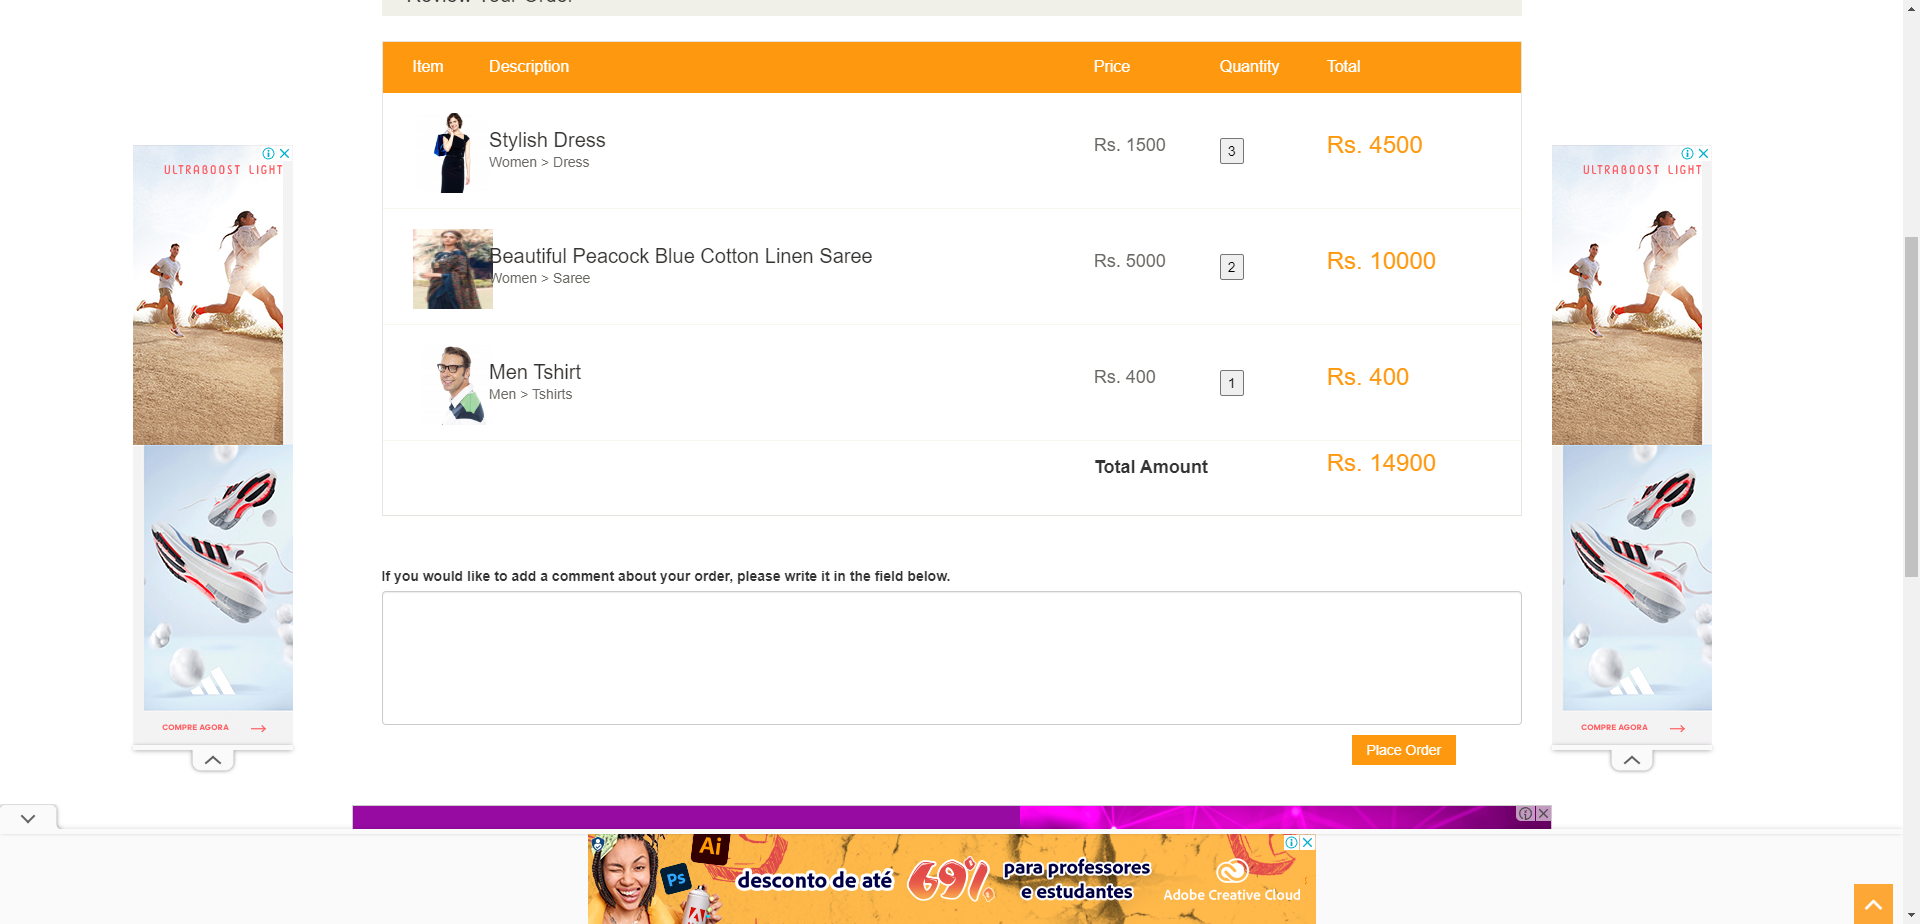 Review Your Order
Item Description Price Quantity Total
Stylish Dress
Women > Dress
Rs. 1500
3
Rs. 4500
Beautiful Peacock Blue Cotton Linen Saree
Women > Saree
Rs. 5000
2
Rs. 10000
Men Tshirt
Men > Tshirts
Rs. 400
1
Rs. 400
Total Amount Rs. 14900
If you would like to add a comment about your order, please write it in the field below.
Place Order
ULTRABOOST LIGHT
COMPRE AGORA
ULTRABOOST LIGHT
COMPRE AGORA
Ai
Ps
desconto de até 69% para professores
e estudantes
Adobe Creative Cloud